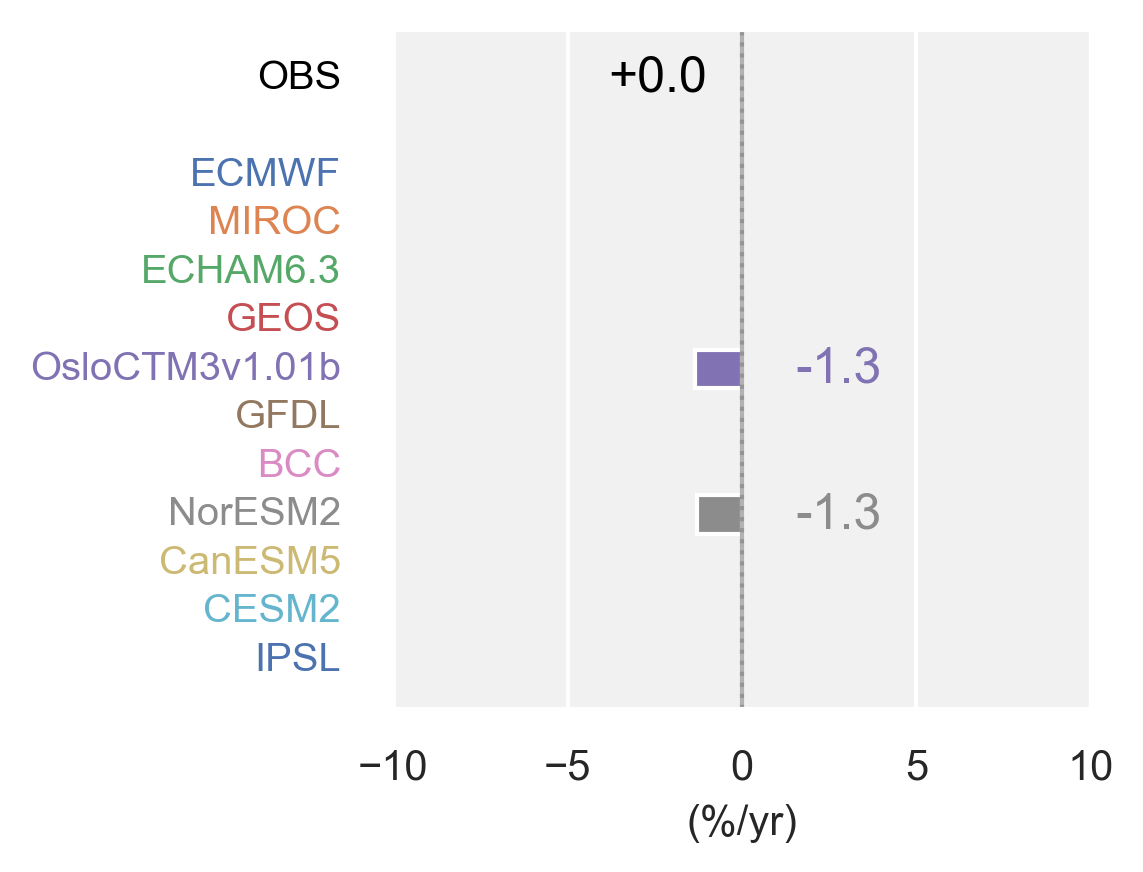 OBS +0.0
ECMWF
MIROC
ECHAM6.3
GEOS
OsloCTM3v1.01b -1.3
GFDL
BCC
NorESM2 -1.3
CanESM5
CESM2
IPSL
−10 −5 0 5 10
(%/yr)